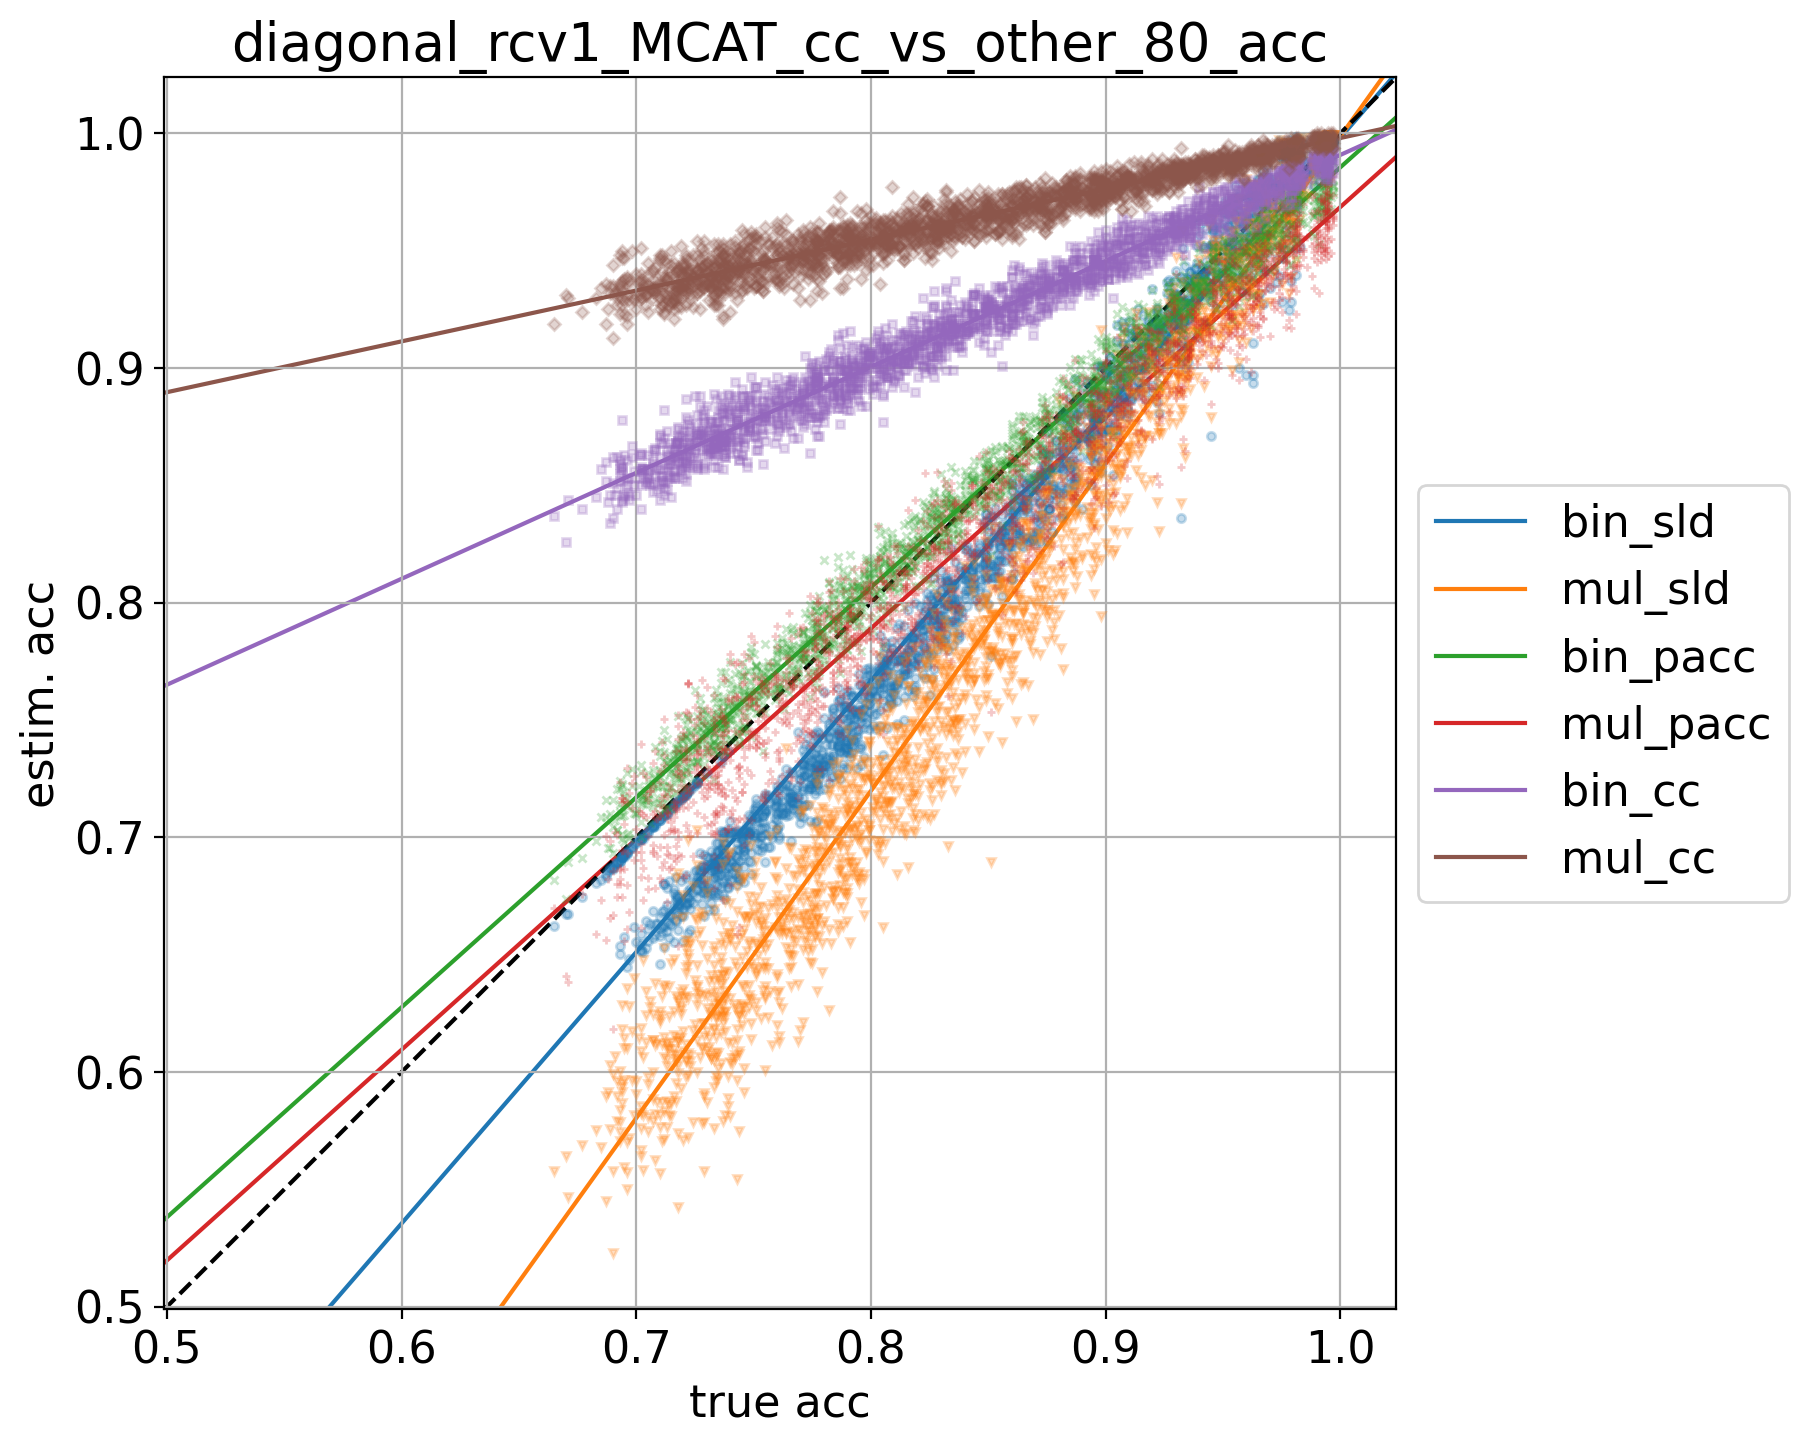 diagonal_rcv1_MCAT_cc_vs_other_80_acc
1.0
0.9
0.8
0.7
0.6
0.5
estim. acc
0.5 0.6 0.7 0.8 0.9 1.0
true acc
bin_sld
mul_sld
bin_pacc
mul_pacc
bin_cc
mul_cc